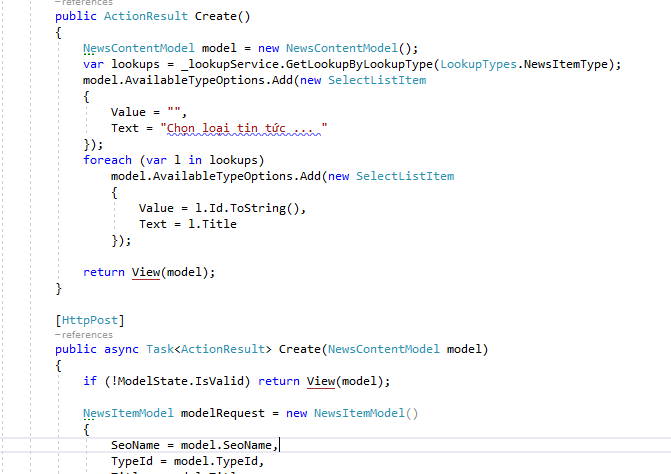 −references
public ActionResult Create()
{
NewsContentModel model = new NewsContentModel();
var lookups = _lookupService.GetLookupByLookupType(LookupTypes.NewsItemType);
model.AvailableTypeOptions.Add(new SelectListItem
{
Value = "",
Text = "Chọn loại tin tức ... "
});
foreach (var l in lookups)
model.AvailableTypeOptions.Add(new SelectListItem
{
Value = l.Id.ToString(),
Text = l.Title
});
return View(model);
}
[HttpPost]
−references
public async Task<ActionResult> Create(NewsContentModel model)
{
if (!ModelState.IsValid) return View(model);
NewsItemModel modelRequest = new NewsItemModel()
{
SeoName = model.SeoName,
TypeId = model.TypeId,